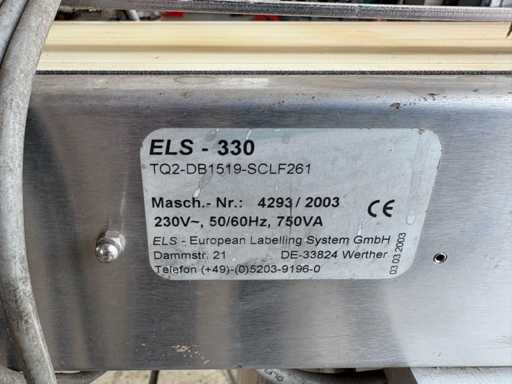 ELS - 330
TQ2-DB1519-SCLF261
Masch.- Nr.: 4293 / 2003
230V~, 50/60Hz, 750VA
CE
ELS - European Labelling System GmbH
Dammstr. 21 DE-33824 Werther
Telefon (+49)-(0)5203-9196-0
03 03 2003